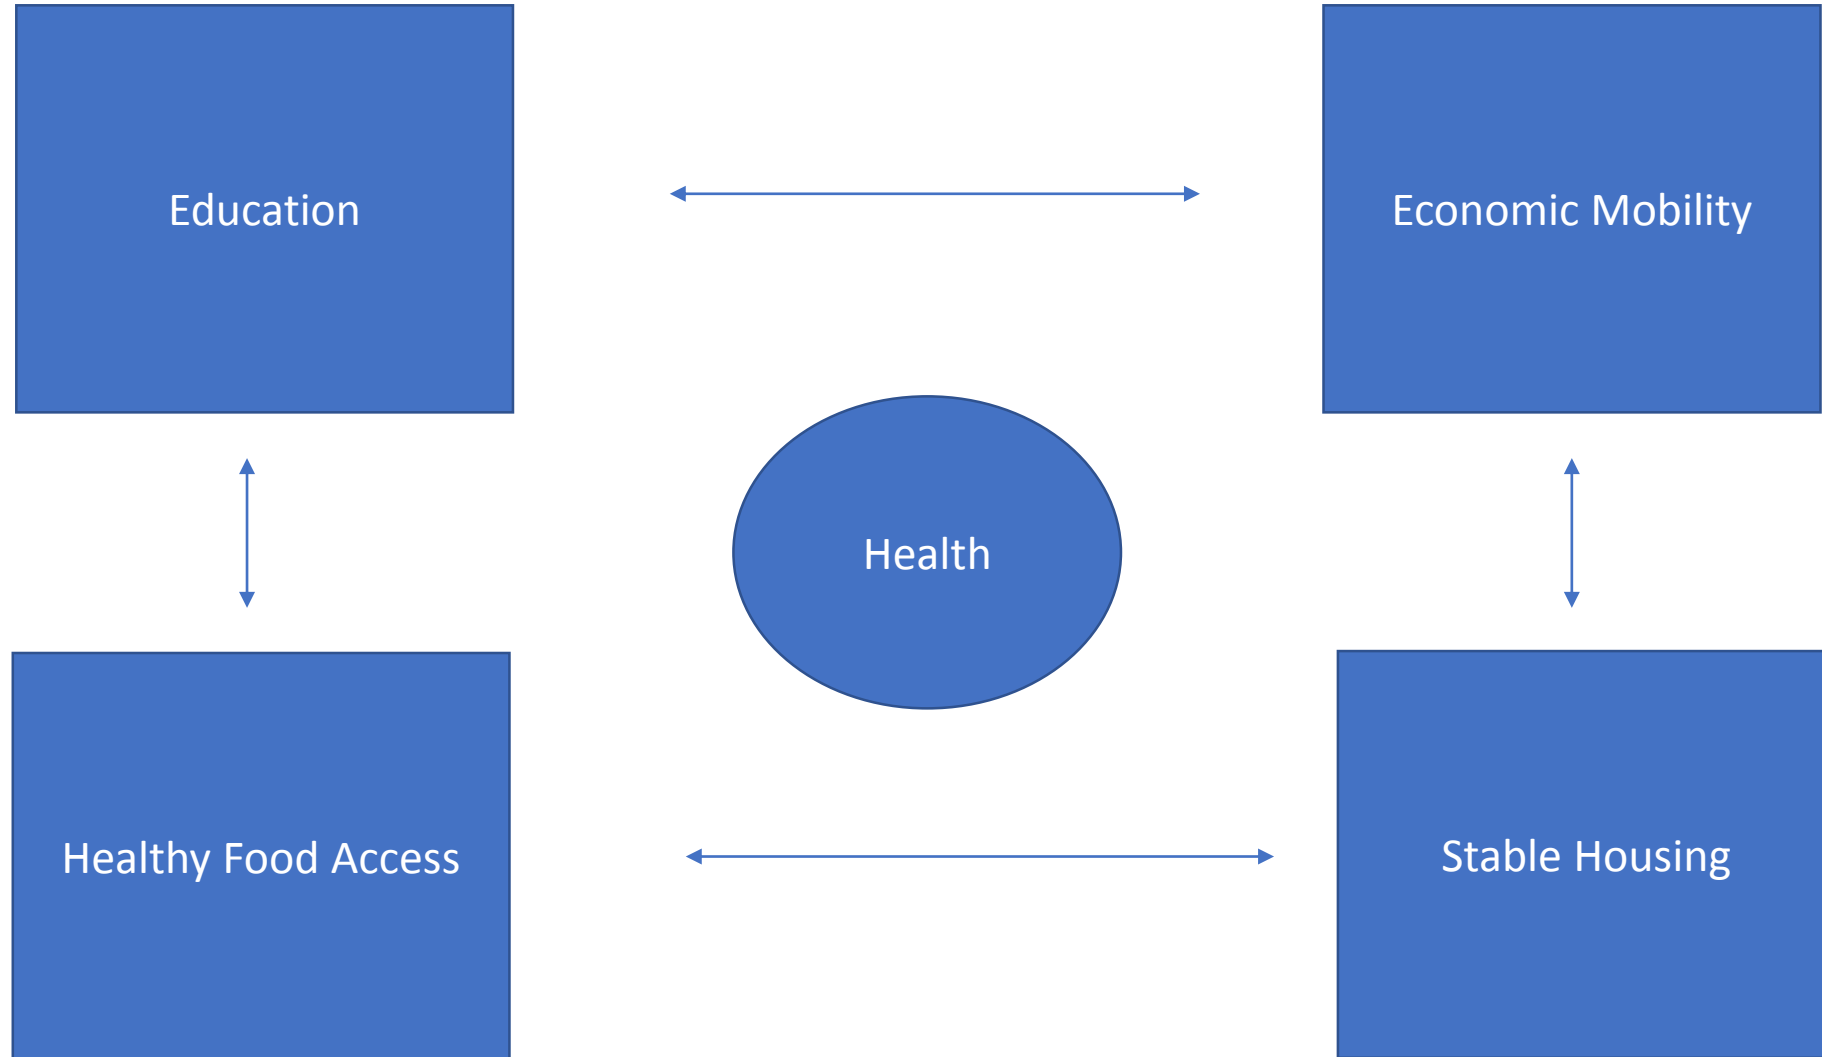 Education
Economic Mobility
Health
Healthy Food Access
Stable Housing